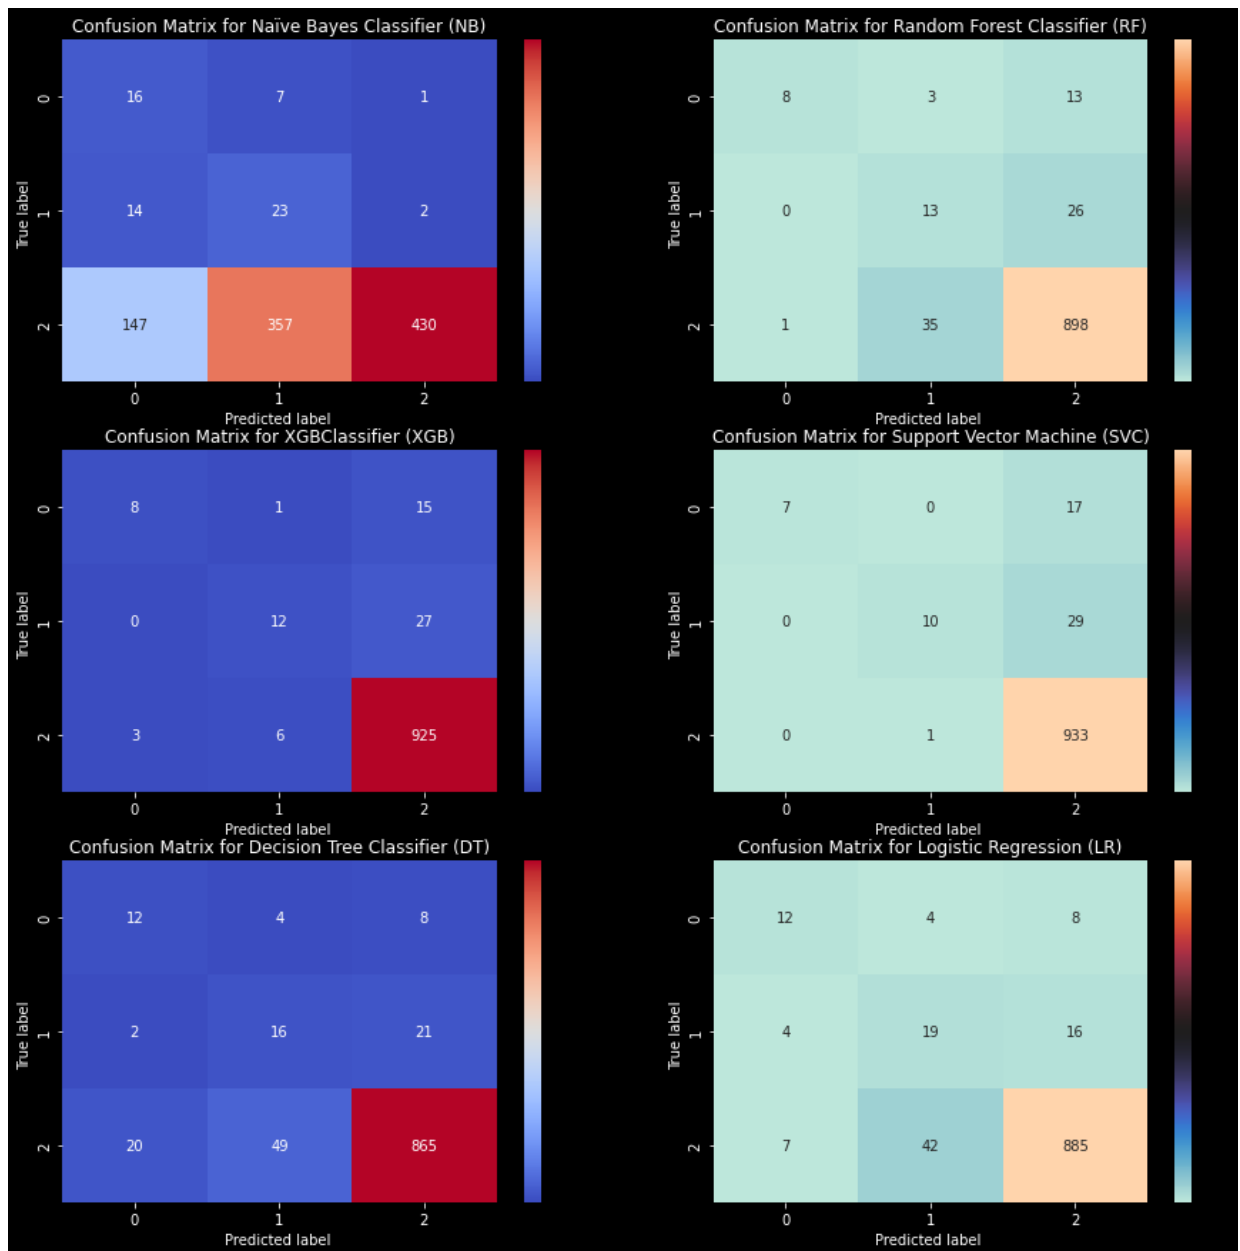 Confusion Matrix for Naïve Bayes Classifier (NB)
True label
0
16 7 1
1
14 23 2
2
147 357 430
0 1 2
Predicted label
Confusion Matrix for Random Forest Classifier (RF)
True label
0
8 3 13
1
0 13 26
2
1 35 898
0 1 2
Predicted label
Confusion Matrix for XGBClassifier (XGB)
True label
0
8 1 15
1
0 12 27
2
3 6 925
0 1 2
Predicted label
Confusion Matrix for Support Vector Machine (SVC)
True label
0
7 0 17
1
0 10 29
2
0 1 933
0 1 2
Predicted label
Confusion Matrix for Decision Tree Classifier (DT)
True label
0
12 4 8
1
2 16 21
2
20 49 865
0 1 2
Predicted label
Confusion Matrix for Logistic Regression (LR)
True label
0
12 4 8
1
4 19 16
2
7 42 885
0 1 2
Predicted label